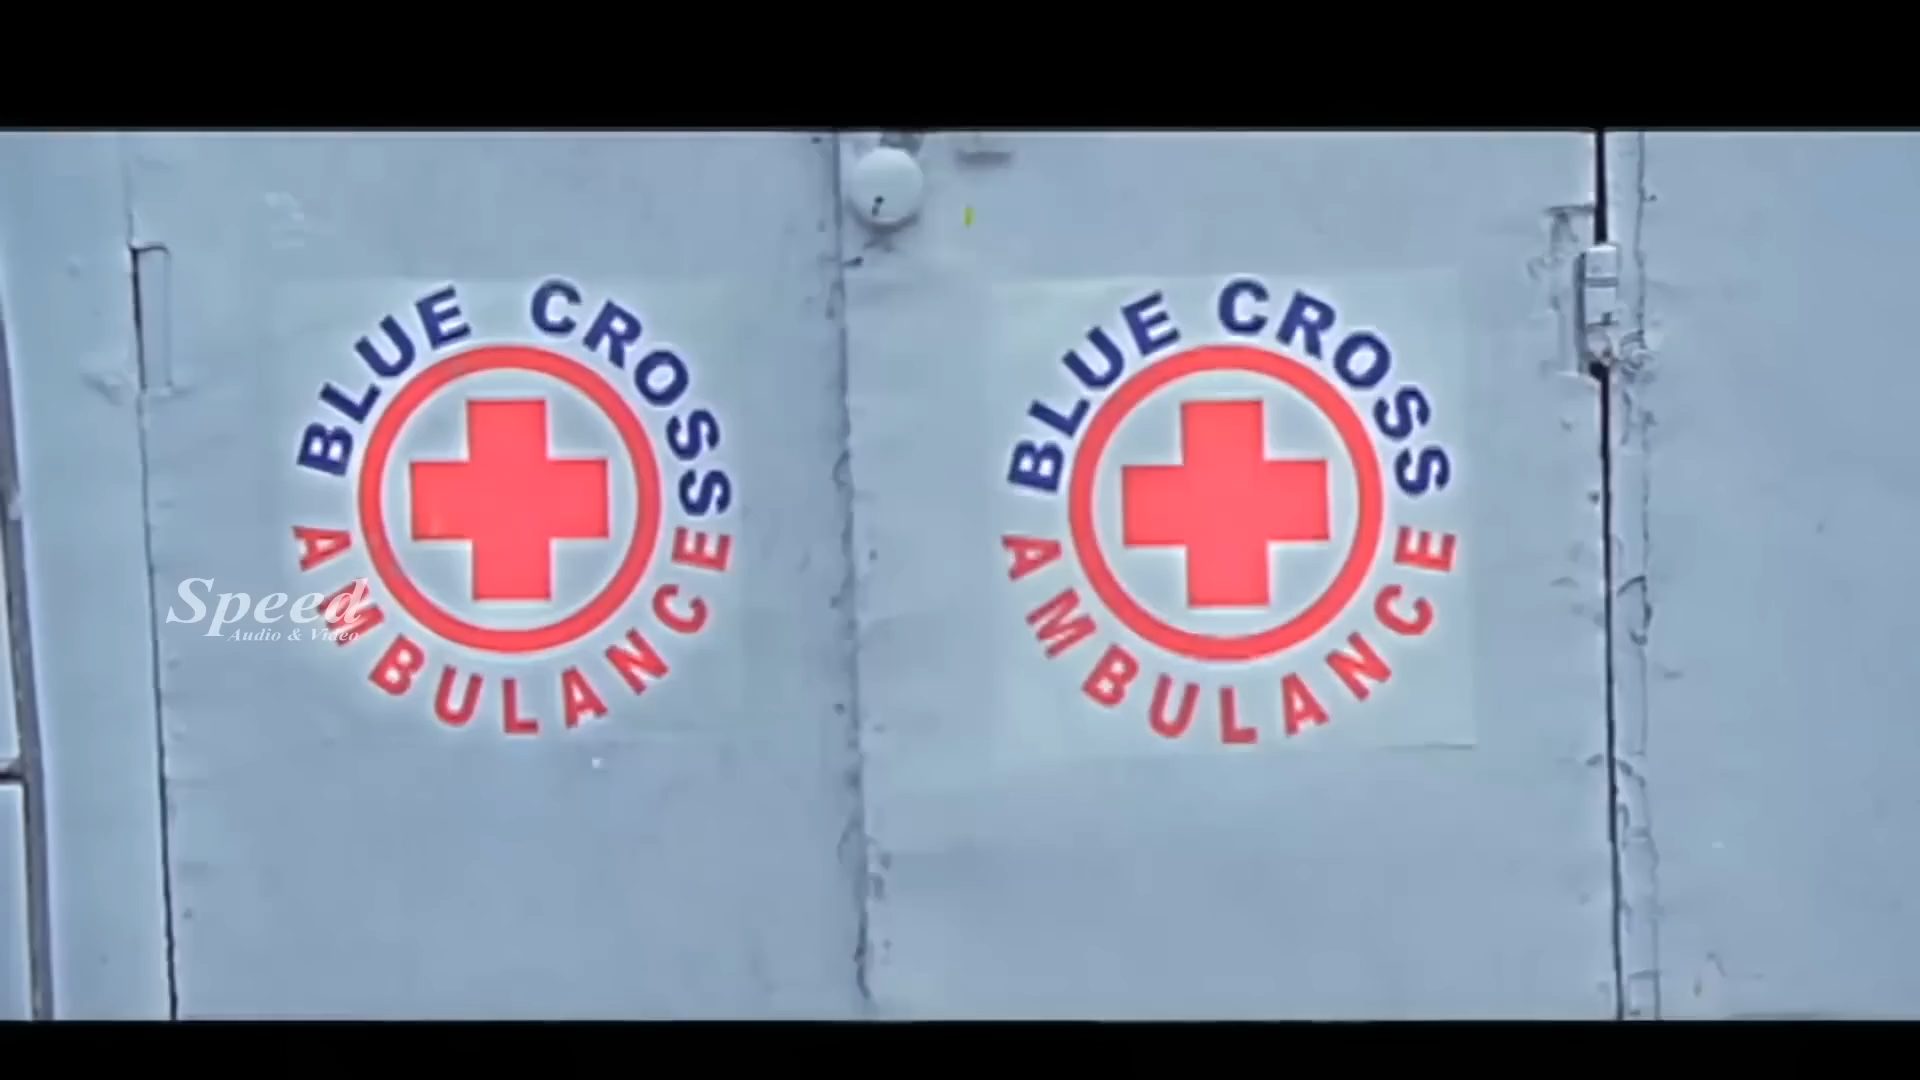 BLUE CROSS
AMBULANCE
BLUE CROSS
AMBULANCE
Speed
Audio & Video